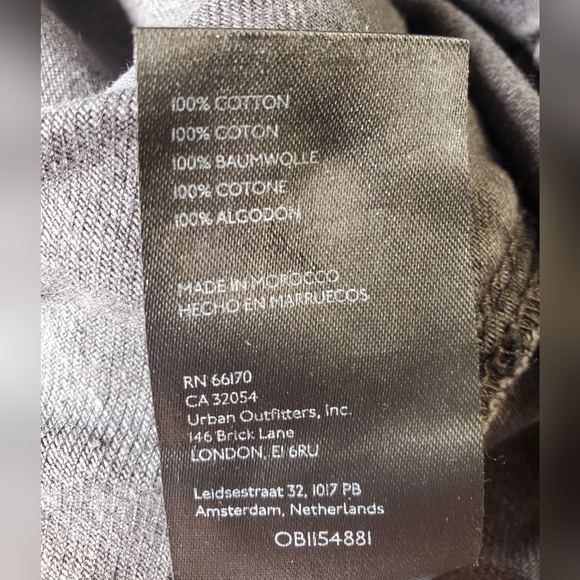 100% COTTON
100% COTON
100% BAUMWOLLE
100% COTONE
100% ALGODON
MADE IN MOROCCO
HECHO EN MARRUECOS
RN 66170
CA 32054
Urban Outfitters, Inc.
146 Brick Lane
LONDON, E1 6RU
Leidsestraat 32, 1017 PB
Amsterdam, Netherlands
OB1154881